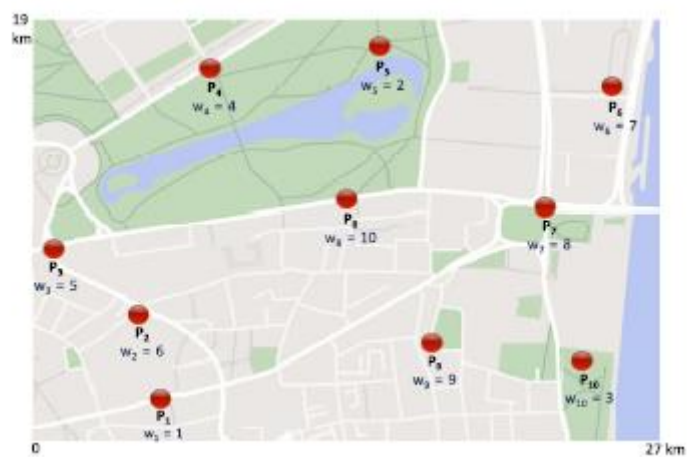 19
km
P₄
w₄ = 4
P₅
w₅ = 2
P₆
w₆ = 7
P₈
w₈ = 10
P₇
w₇ = 8
P₃
w₃ = 5
P₂
w₂ = 6
P₉
w₉ = 9
P₁₀
w₁₀ = 3
P₁
w₁ = 1
0
27 km